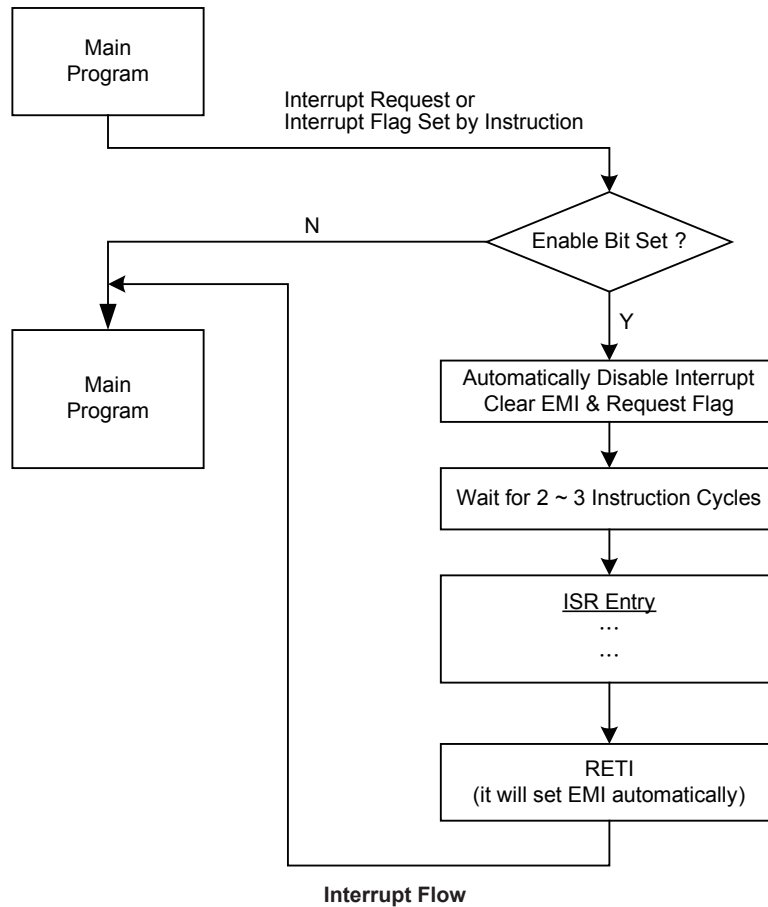 Main
Program
Interrupt Request or
Interrupt Flag Set by Instruction
N
Enable Bit Set ?
Y
Main
Program
Automatically Disable Interrupt
Clear EMI & Request Flag
Wait for 2 ~ 3 Instruction Cycles
ISR Entry
...
...
RETI
(it will set EMI automatically)
Interrupt Flow